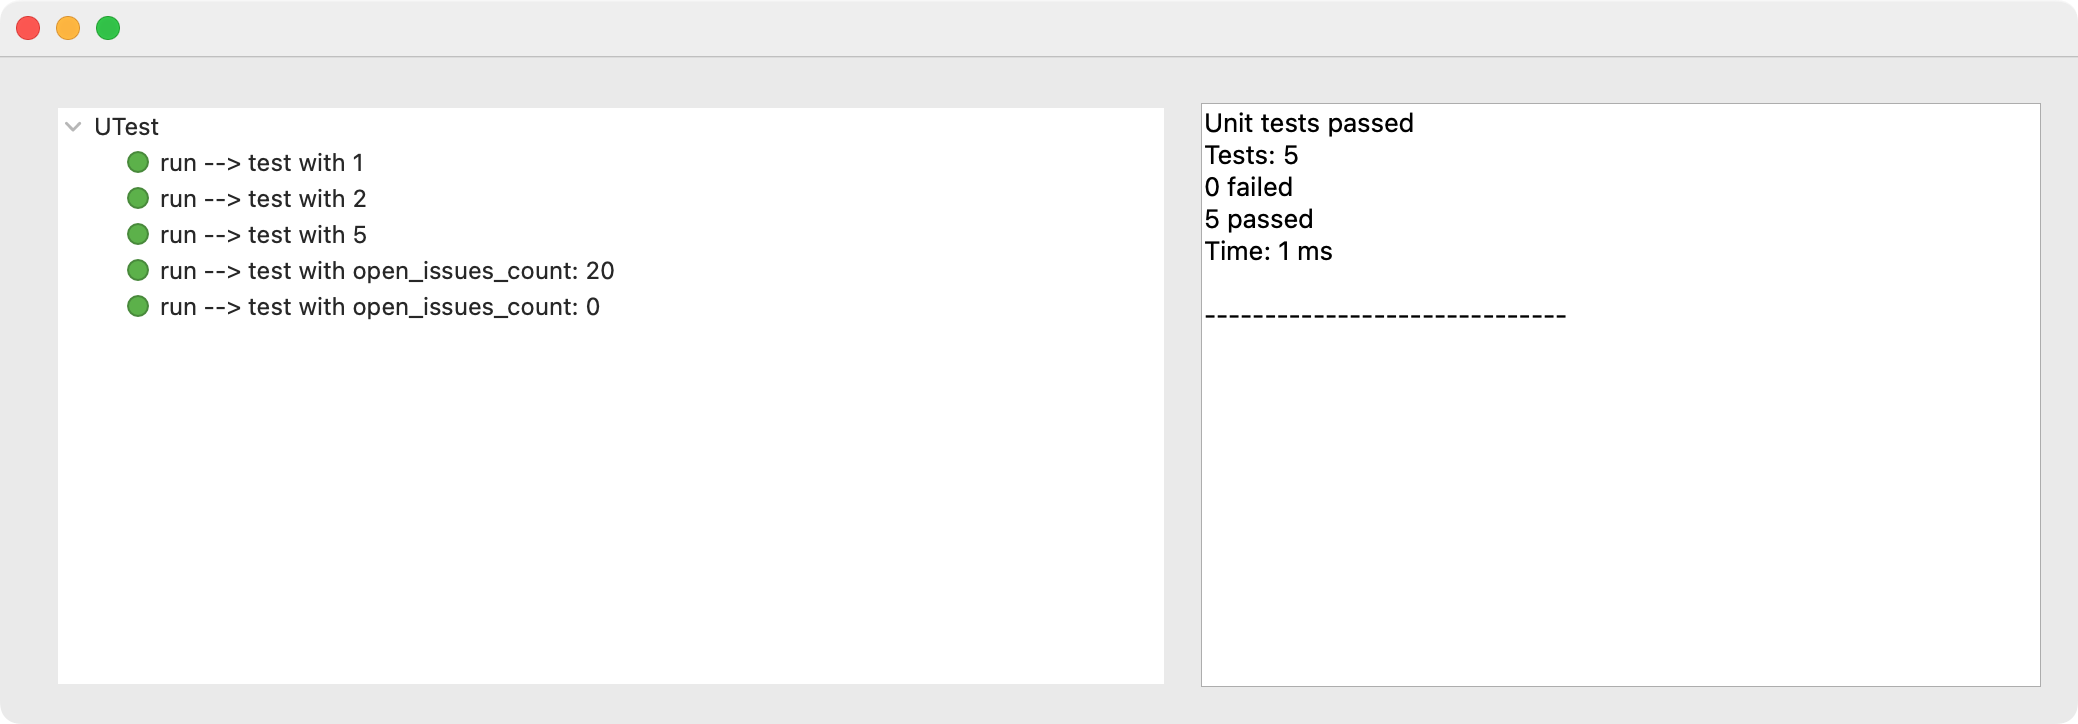 UTest
run --> test with 1
run --> test with 2
run --> test with 5
run --> test with open_issues_count: 20
run --> test with open_issues_count: 0
Unit tests passed
Tests: 5
0 failed
5 passed
Time: 1 ms
------------------------------